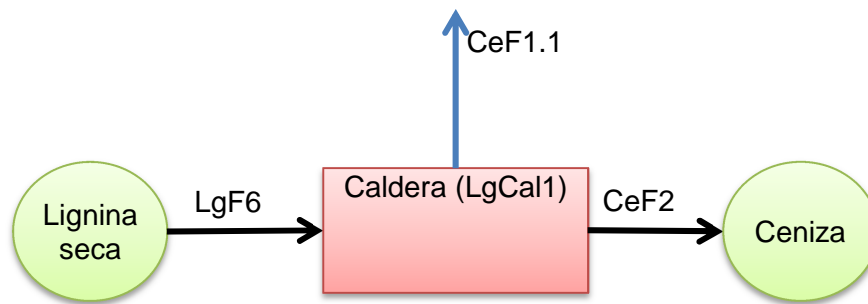 CeF1.1
Caldera (LgCal1)
LgF6
CeF2
Lignina
seca
Ceniza